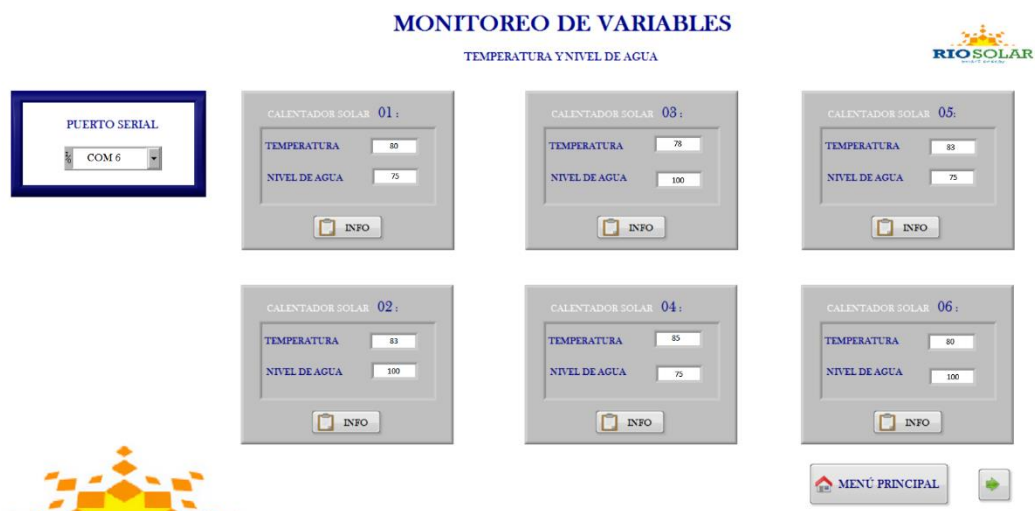 MONITOREO DE VARIABLES
TEMPERATURA Y NIVEL DE AGUA
RIOSOLAR
PUERTO SERIAL
COM 6
CALENTADOR SOLAR 01 :
TEMPERATURA 80
NIVEL DE AGUA 75
INFO
CALENTADOR SOLAR 03 :
TEMPERATURA 78
NIVEL DE AGUA 100
INFO
CALENTADOR SOLAR 05:
TEMPERATURA 83
NIVEL DE AGUA 75
INFO
CALENTADOR SOLAR 02 :
TEMPERATURA 83
NIVEL DE AGUA 100
INFO
CALENTADOR SOLAR 04 :
TEMPERATURA 85
NIVEL DE AGUA 75
INFO
CALENTADOR SOLAR 06 :
TEMPERATURA 80
NIVEL DE AGUA 100
INFO
MENÚ PRINCIPAL